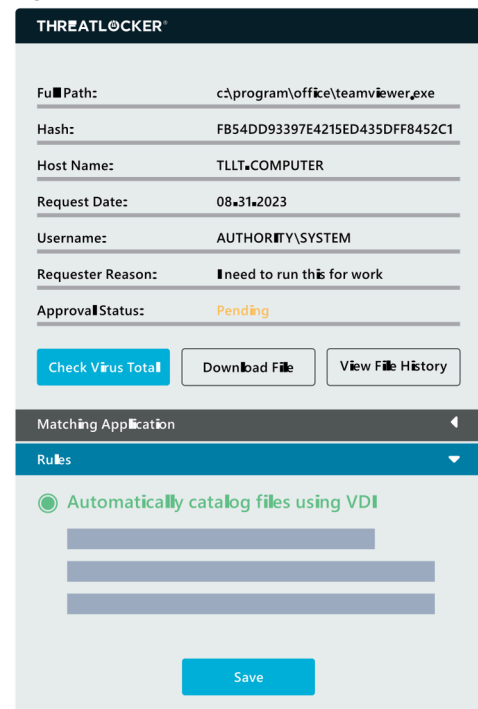 THREATLOCKER®
Full Path: c:\program\office\teamviewer.exe
Hash: FB54DD93397E4215ED435DFF8452C1
Host Name: TLLT-COMPUTER
Request Date: 08-31-2023
Username: AUTHORITY\SYSTEM
Requester Reason: I need to run this for work
Approval Status: Pending
Check Virus Total Download File View File History
Matching Application
Rules
Automatically catalog files using VDI
Save